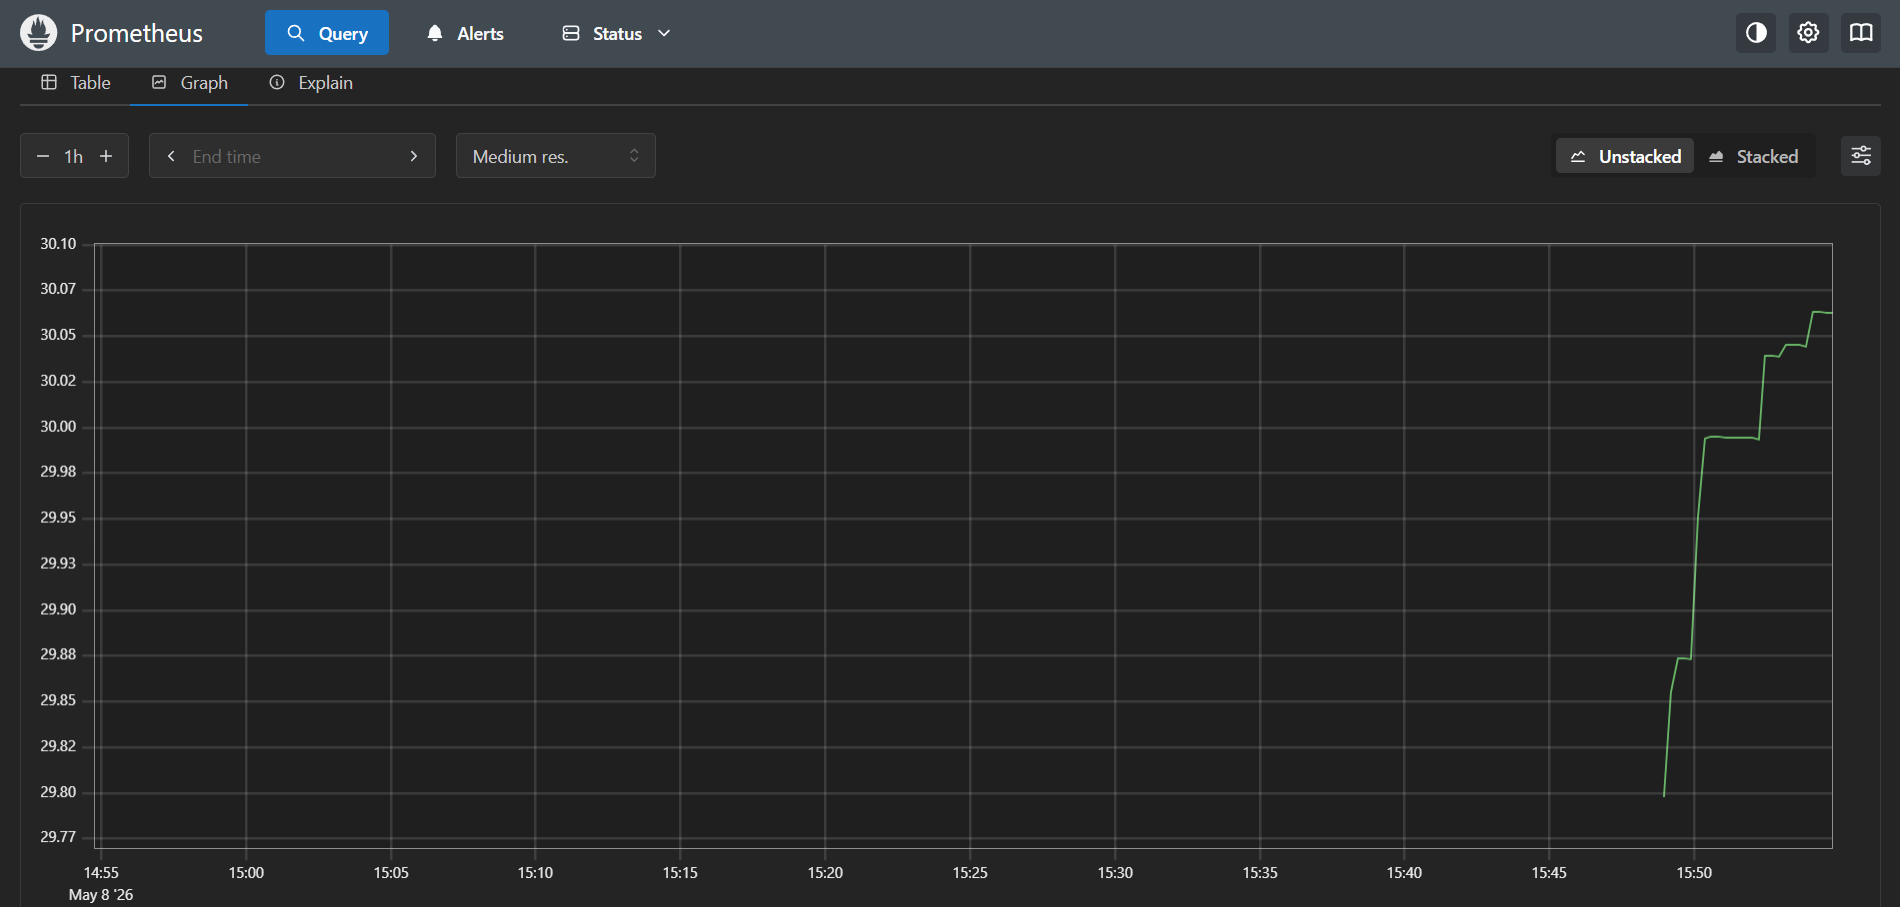 Prometheus Query Alerts Status
Table Graph Explain
1h End time Medium res. Unstacked Stacked
30.10
30.07
30.05
30.02
30.00
29.98
29.95
29.93
29.90
29.88
29.85
29.82
29.80
29.77
14:55 15:00 15:05 15:10 15:15 15:20 15:25 15:30 15:35 15:40 15:45 15:50
May 8 '26